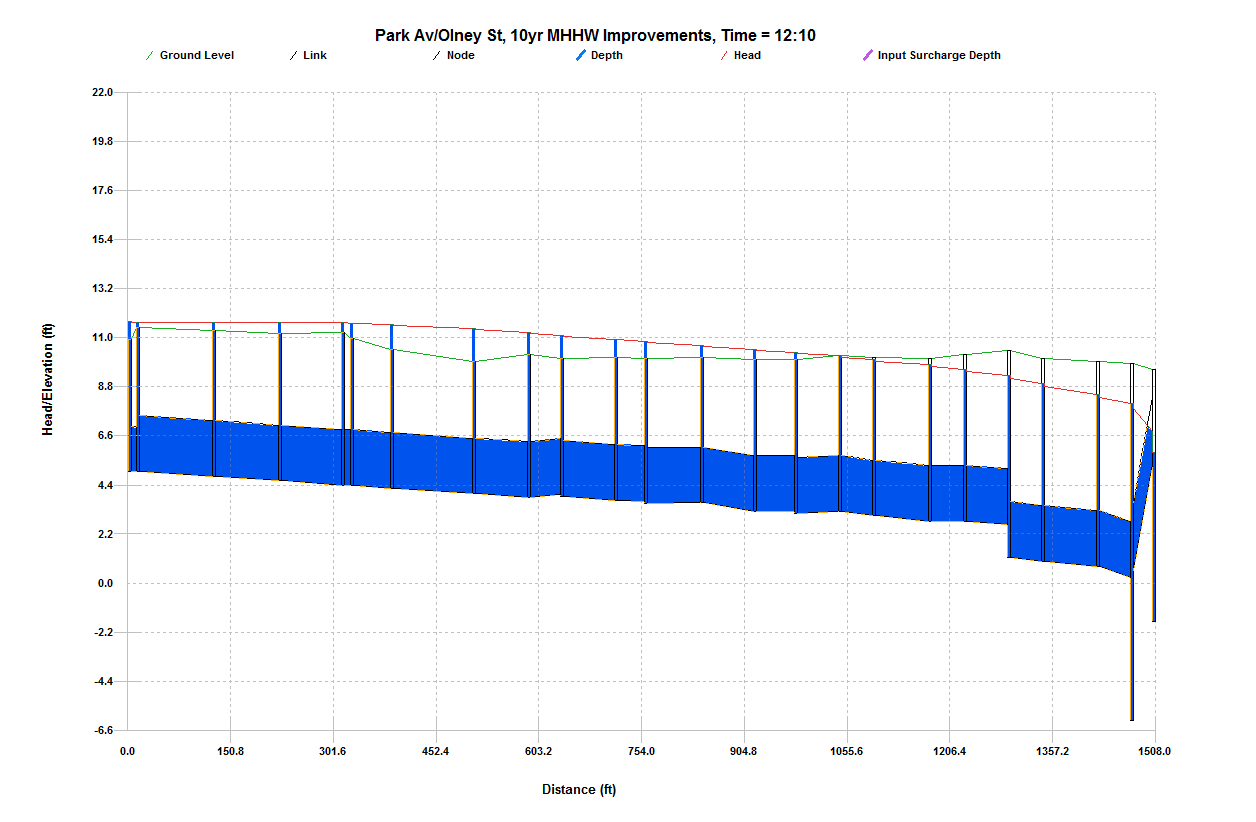 Park Av/Olney St, 10yr MHHW Improvements, Time = 12:10
Ground Level Link Node Depth Head Input Surcharge Depth
22.0
19.8
17.6
15.4
13.2
11.0
8.8
6.6
4.4
2.2
0.0
-2.2
-4.4
-6.6
Head/Elevation (ft)
0.0 150.8 301.6 452.4 603.2 754.0 904.8 1055.6 1206.4 1357.2 1508.0
Distance (ft)